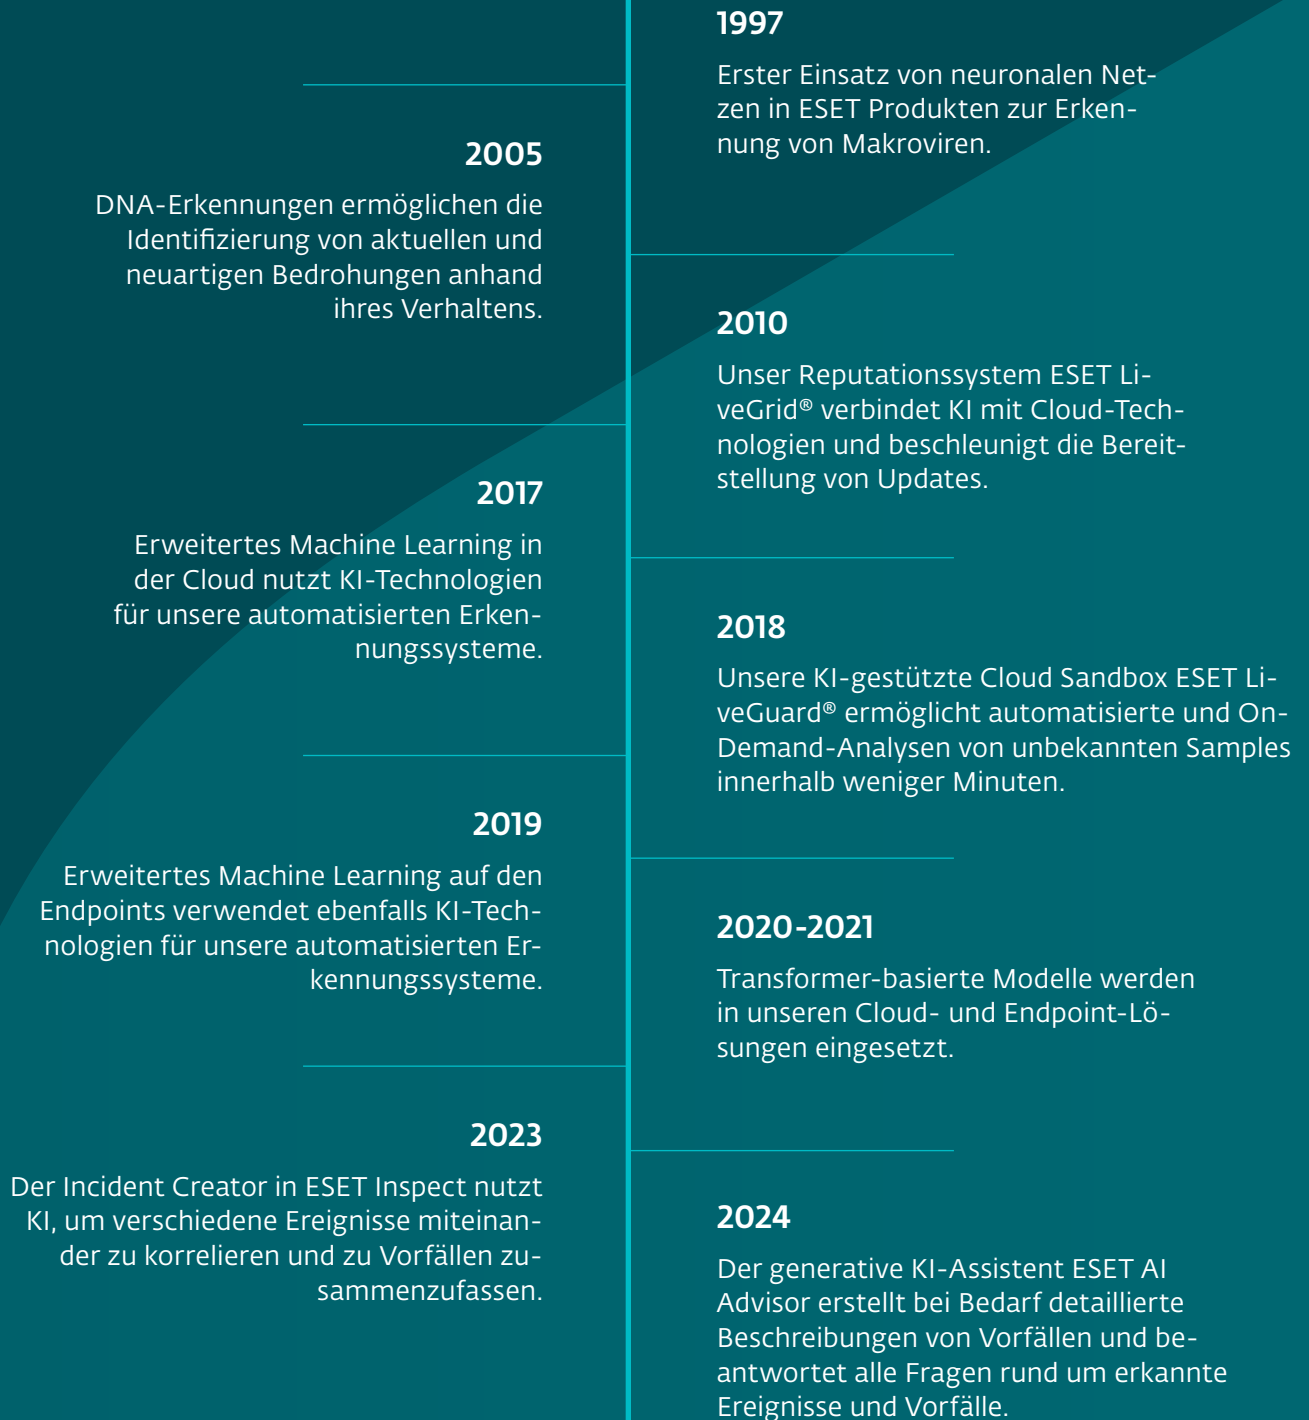 1997
Erster Einsatz von neuronalen Net-
zen in ESET Produkten zur Erken-
nung von Makroviren.
2005
DNA-Erkennungen ermöglichen die
Identifizierung von aktuellen und
neuartigen Bedrohungen anhand
ihres Verhaltens.
2010
Unser Reputationssystem ESET Li-
veGrid® verbindet KI mit Cloud-Tech-
nologien und beschleunigt die Bereit-
stellung von Updates.
2017
Erweitertes Machine Learning in
der Cloud nutzt KI-Technologien
für unsere automatisierten Erken-
nungssysteme.
2018
Unsere KI-gestützte Cloud Sandbox ESET Li-
veGuard® ermöglicht automatisierte und On-
Demand-Analysen von unbekannten Samples
innerhalb weniger Minuten.
2019
Erweitertes Machine Learning auf den
Endpoints verwendet ebenfalls KI-Tech-
nologien für unsere automatisierten Er-
kennungssysteme.
2020-2021
Transformer-basierte Modelle werden
in unseren Cloud- und Endpoint-Lö-
sungen eingesetzt.
2023
Der Incident Creator in ESET Inspect nutzt
KI, um verschiedene Ereignisse miteinan-
der zu korrelieren und zu Vorfällen zu-
sammenzufassen.
2024
Der generative KI-Assistent ESET AI
Advisor erstellt bei Bedarf detaillierte
Beschreibungen von Vorfällen und be-
antwortet alle Fragen rund um erkannte
Ereignisse und Vorfälle.